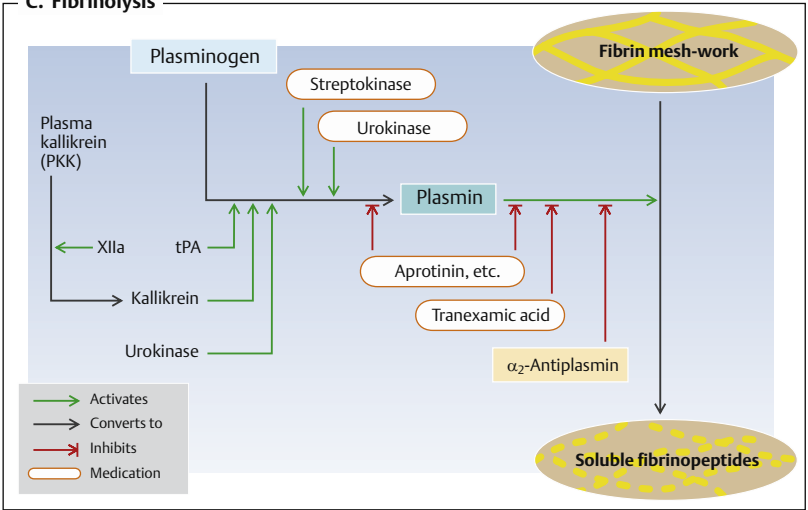 C. Fibrinolysis
Plasminogen
Fibrin mesh-work
Streptokinase
Urokinase
Plasma
kallikrein
(PKK)
Plasmin
XIIa
tPA
Aprotinin, etc.
Kallikrein
Tranexamic acid
Urokinase
α₂-Antiplasmin
Activates
Converts to
Inhibits
Medication
Soluble fibrinopeptides